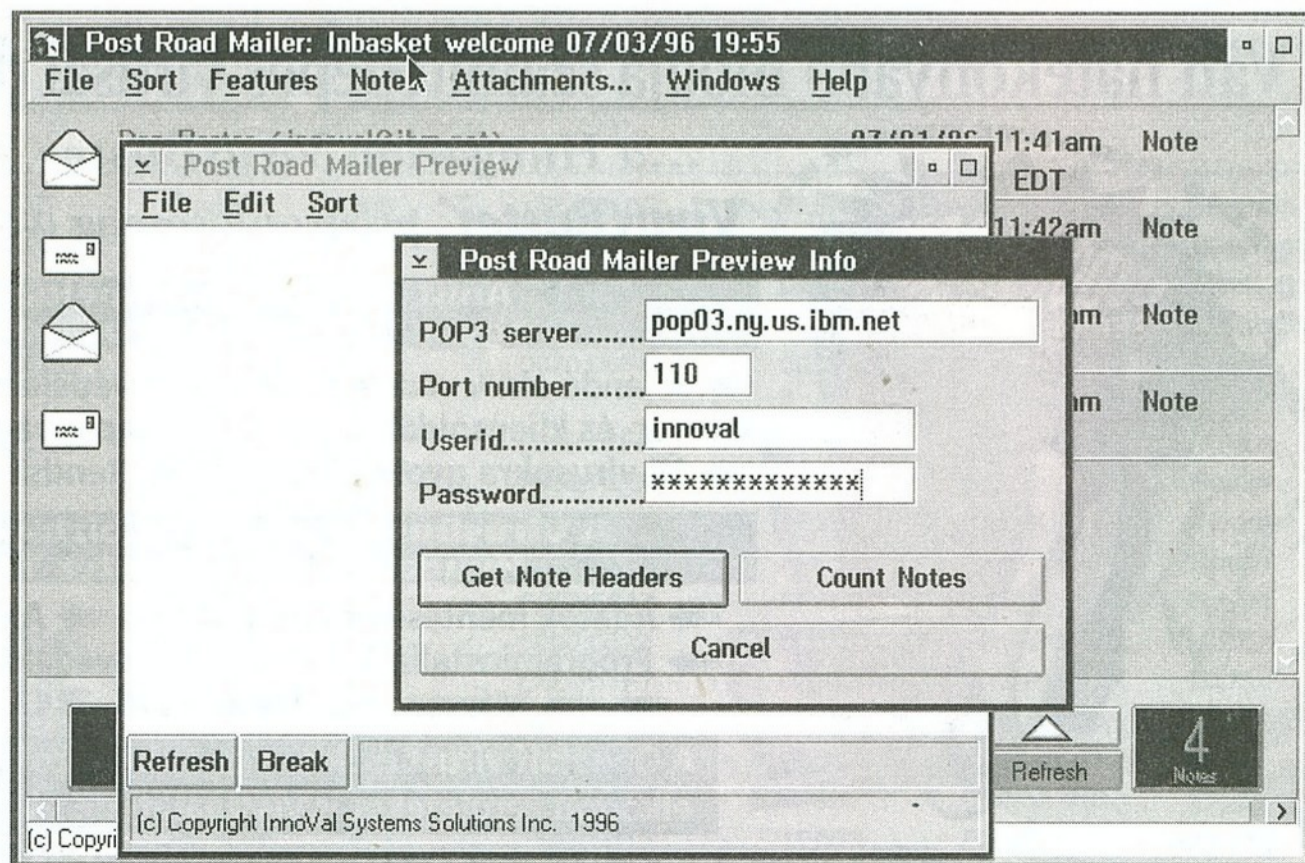 Post Road Mailer: Inbasket welcome 07/03/96 19:55
File Sort Features Note Attachments... Windows Help
11:41am Note
EDT
Post Road Mailer Preview
File Edit Sort
11:42am Note
Post Road Mailer Preview Info
POP3 server........ pop03.ny.us.ibm.net
Note
Port number......... 110
Userid................ innoval
Note
Password............. *************
Get Note Headers Count Notes
Cancel
Refresh Break
Refresh
4
Notes
(c) Copyright InnoVal Systems Solutions Inc. 1996
(c) Copyri